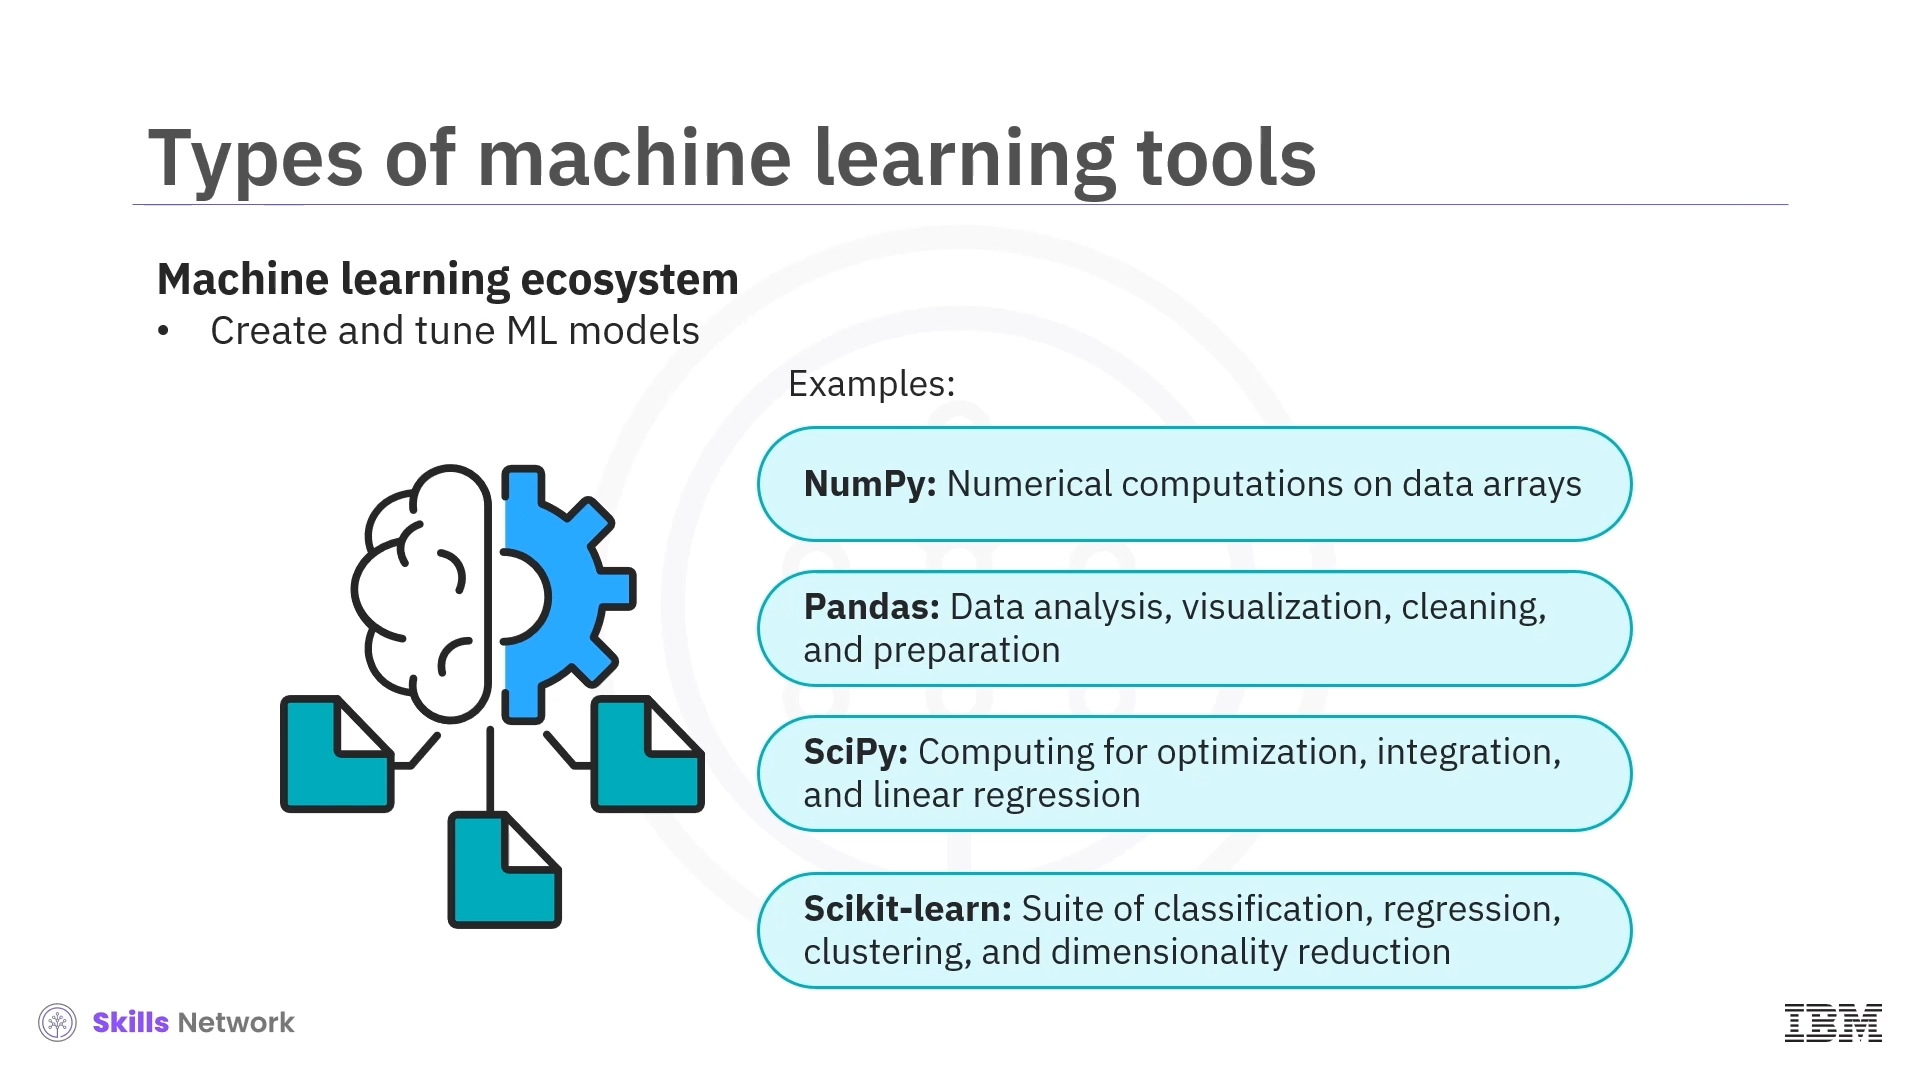 Types of machine learning tools
Machine learning ecosystem
• Create and tune ML models
Examples:
NumPy: Numerical computations on data arrays
Pandas: Data analysis, visualization, cleaning,
and preparation
SciPy: Computing for optimization, integration,
and linear regression
Scikit-learn: Suite of classification, regression,
clustering, and dimensionality reduction
Skills Network
IBM